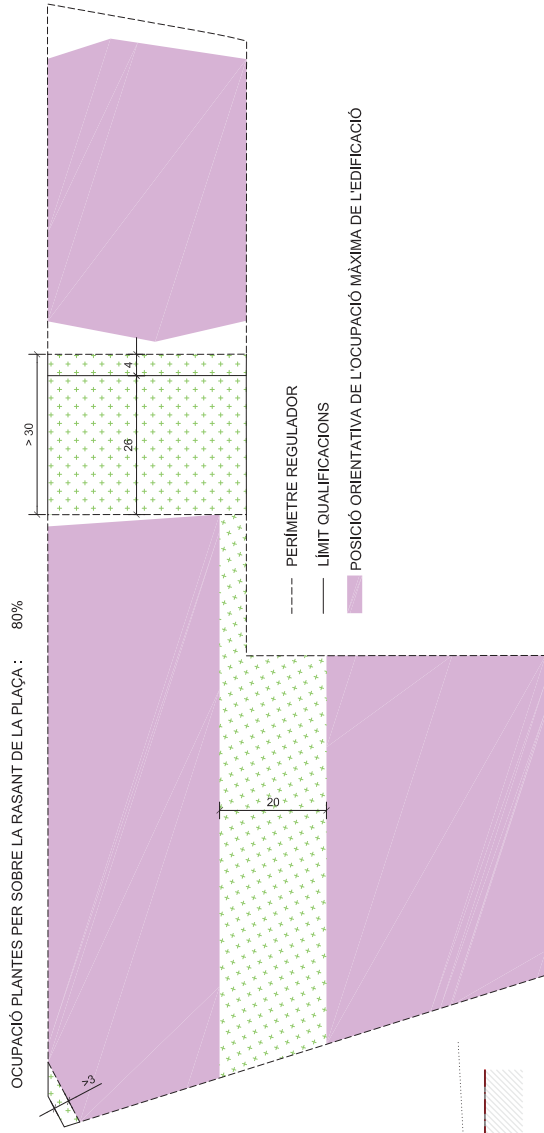 OCUPACIÓ PLANTES PER SOBRE LA RASANT DE LA PLAÇA : 80%
>3
> 30
26
4
20
PERÍMETRE REGULADOR
LÍMIT QUALIFICACIONS
POSICIÓ ORIENTATIVA DE L'OCUPACIÓ MÀXIMA DE L'EDIFICACIÓ